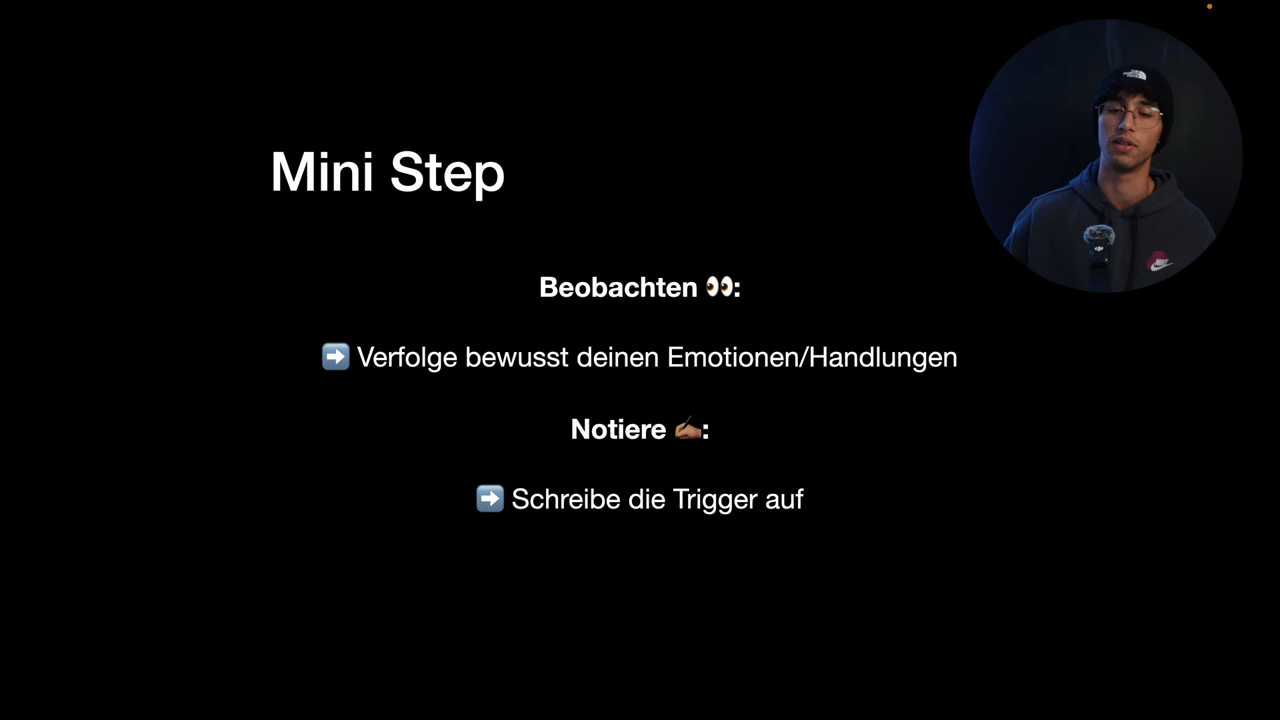 Mini Step
Beobachten 👀:
➡️ Verfolge bewusst deinen Emotionen/Handlungen
Notiere ✍🏽:
➡️ Schreibe die Trigger auf